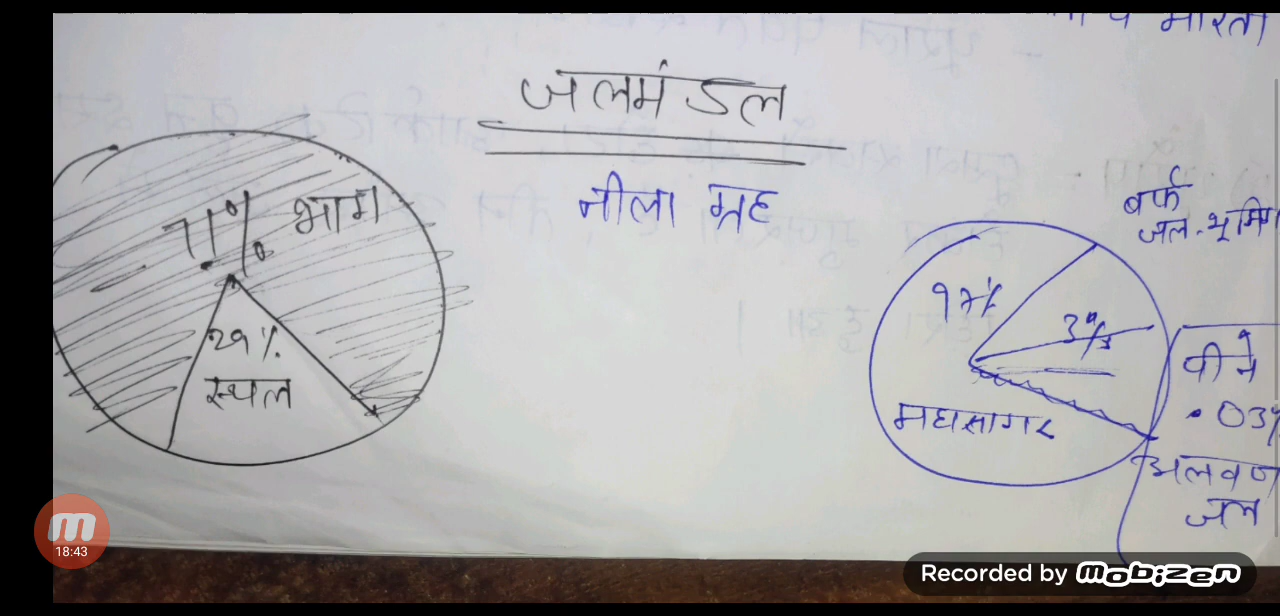 भारत
जलमंडल
नीला ग्रह
71% भाग
29%
स्थल
बर्फ
जल-भूमिग
97%
3%
महासागर
पीने
.03%
अलवण
जल
18:43
Recorded by mobizen